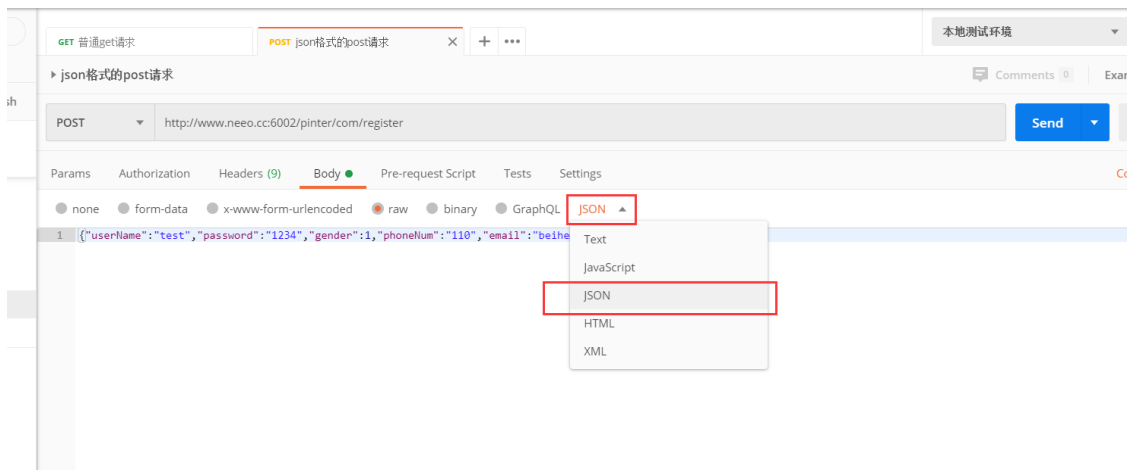 GET 普通get请求 POST json格式的post请求 本地测试环境
json格式的post请求 Comments 0
POST http://www.neeo.cc:6002/pinter/com/register Send
Params Authorization Headers (9) Body Pre-request Script Tests Settings
none form-data x-www-form-urlencoded raw binary GraphQL JSON
1 {"userName":"test","password":"1234","gender":1,"phoneNum":"110","email":"beihe
Text
JavaScript
JSON
HTML
XML